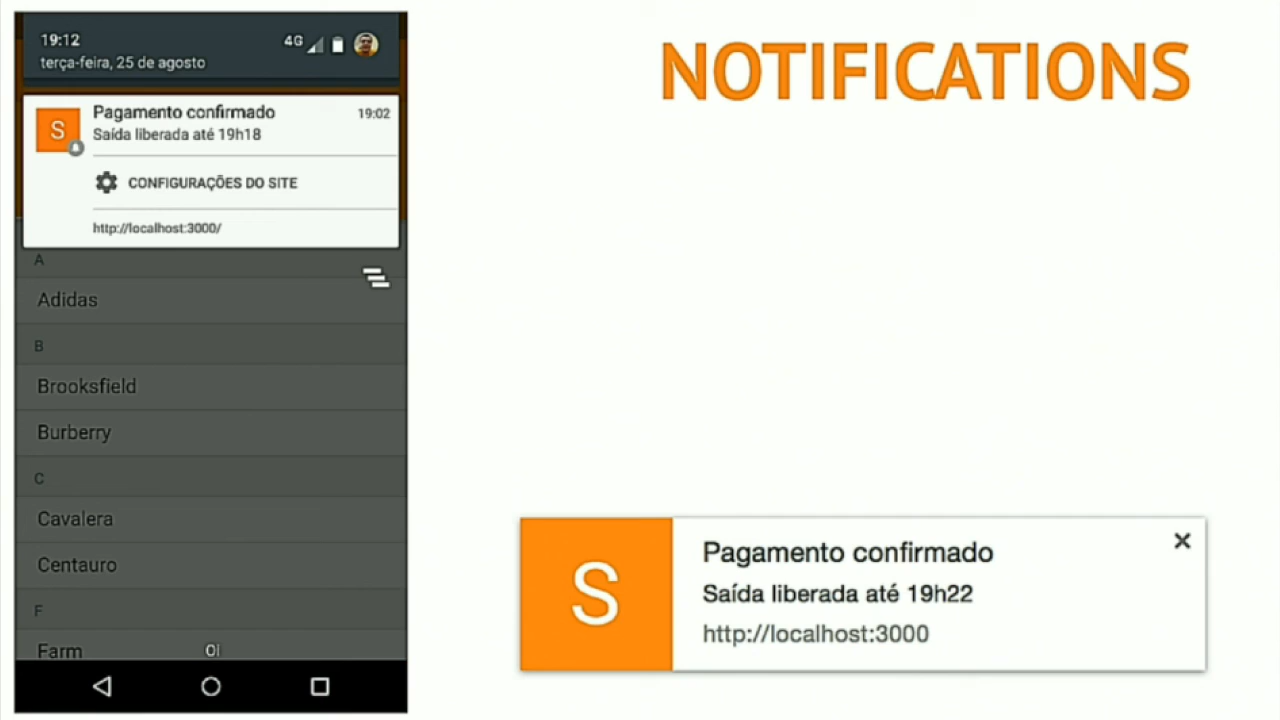 19:12
4G
terça-feira, 25 de agosto
S
Pagamento confirmado
19:02
Saída liberada até 19h18
CONFIGURAÇÕES DO SITE
http://localhost:3000/
A
Adidas
B
Brooksfield
Burberry
C
Cavalera
Centauro
F
Farm
OI
NOTIFICATIONS
S
Pagamento confirmado
Saída liberada até 19h22
http://localhost:3000